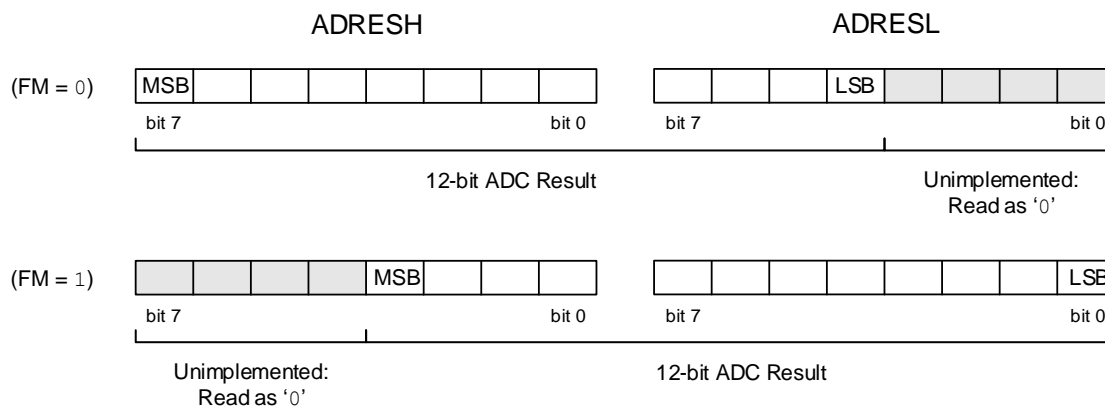 ADRESH ADRESL
(FM = 0) MSB LSB
bit 7 bit 0 bit 7 bit 0
12-bit ADC Result Unimplemented:
Read as ‘0’
(FM = 1) MSB LSB
bit 7 bit 0 bit 7 bit 0
Unimplemented: 12-bit ADC Result
Read as ‘0’